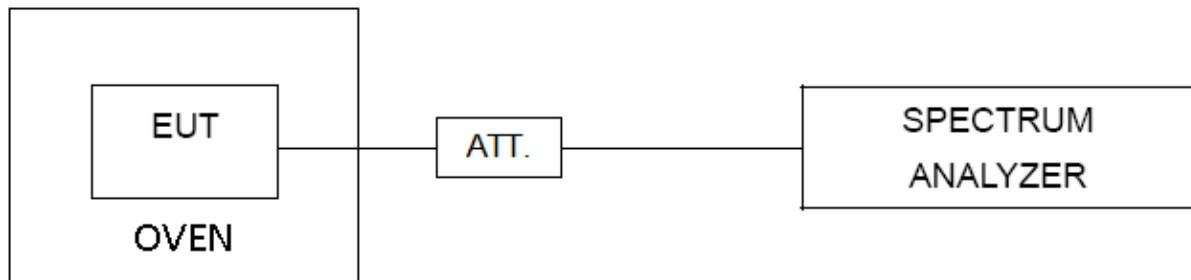 EUT
OVEN
ATT.
SPECTRUM
ANALYZER